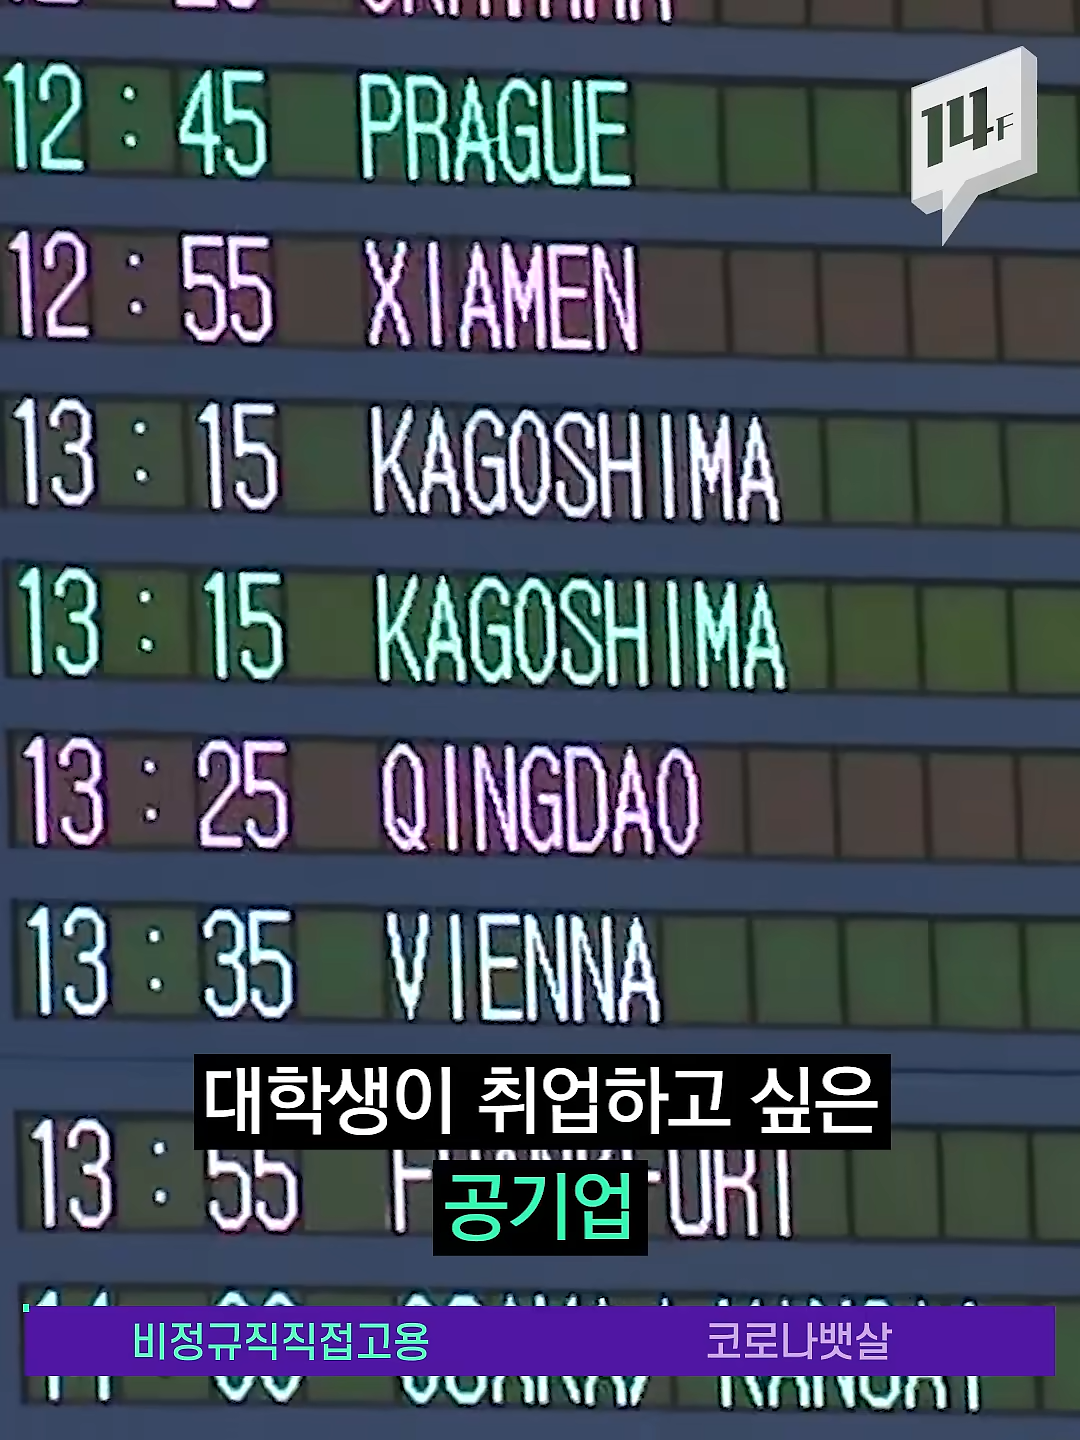 14F
12 : 45 PRAGUE
12 : 55 XIAMEN
13 : 15 KAGOSHIMA
13 : 15 KAGOSHIMA
13 : 25 QINGDAO
13 : 35 VIENNA
대학생이 취업하고 싶은
13 : 55
공기업
비정규직직접고용 코로나뱃살